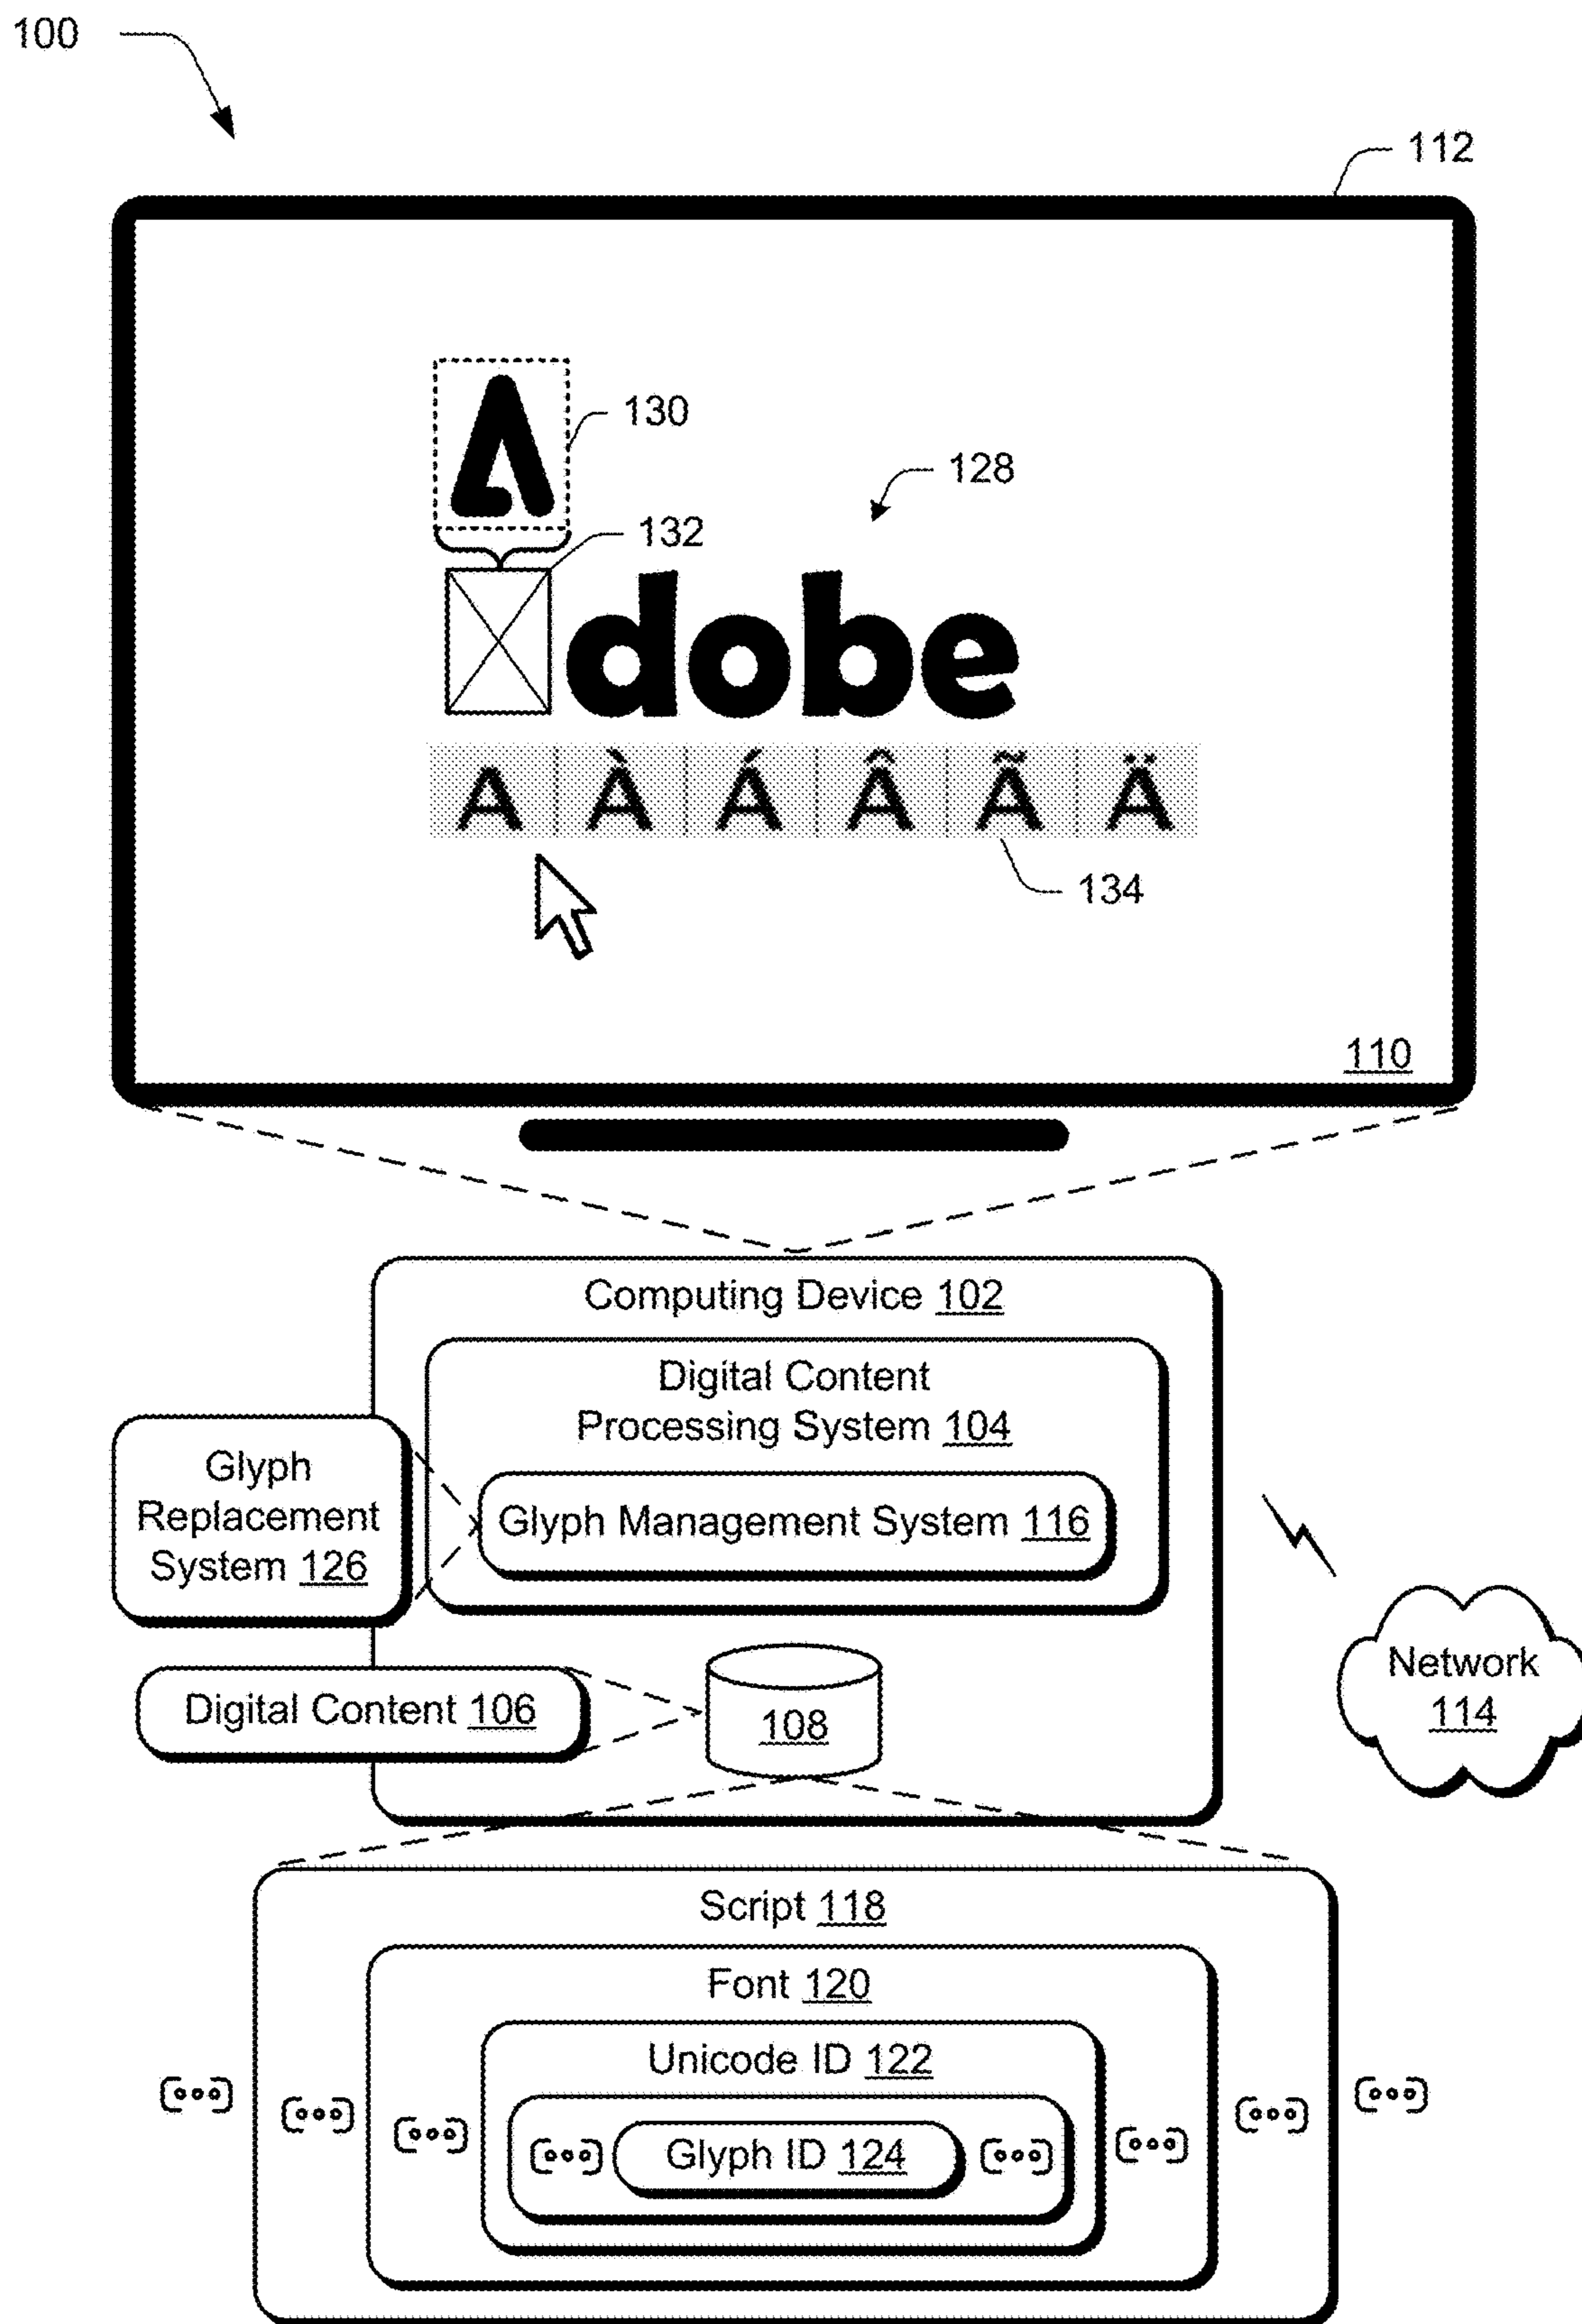 100
112
A
130
128
132
dobe
A À Á Â Ã Ä
134
110
Computing Device 102
Digital Content
Processing System 104
Glyph
Replacement
System 126
Glyph Management System 116
Network
114
Digital Content 106
108
Script 118
Font 120
Unicode ID 122
Glyph ID 124